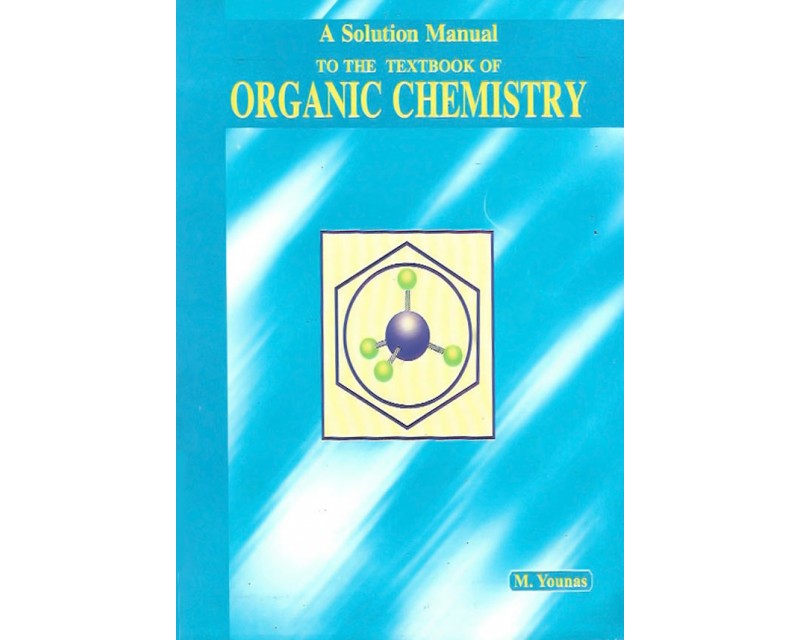 A Solution Manual
TO THE TEXTBOOK OF
ORGANIC CHEMISTRY
M. Younas